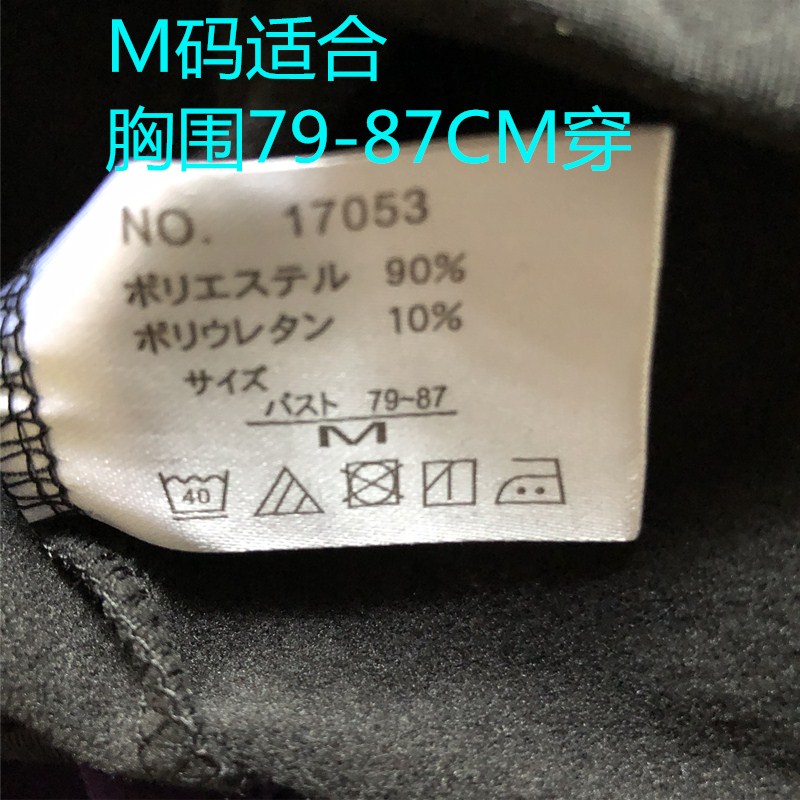 M码适合
胸围79-87CM穿
NO. 17053
ポリエステル 90%
ポリウレタン 10%
サイズ
バスト 79~87
M
40